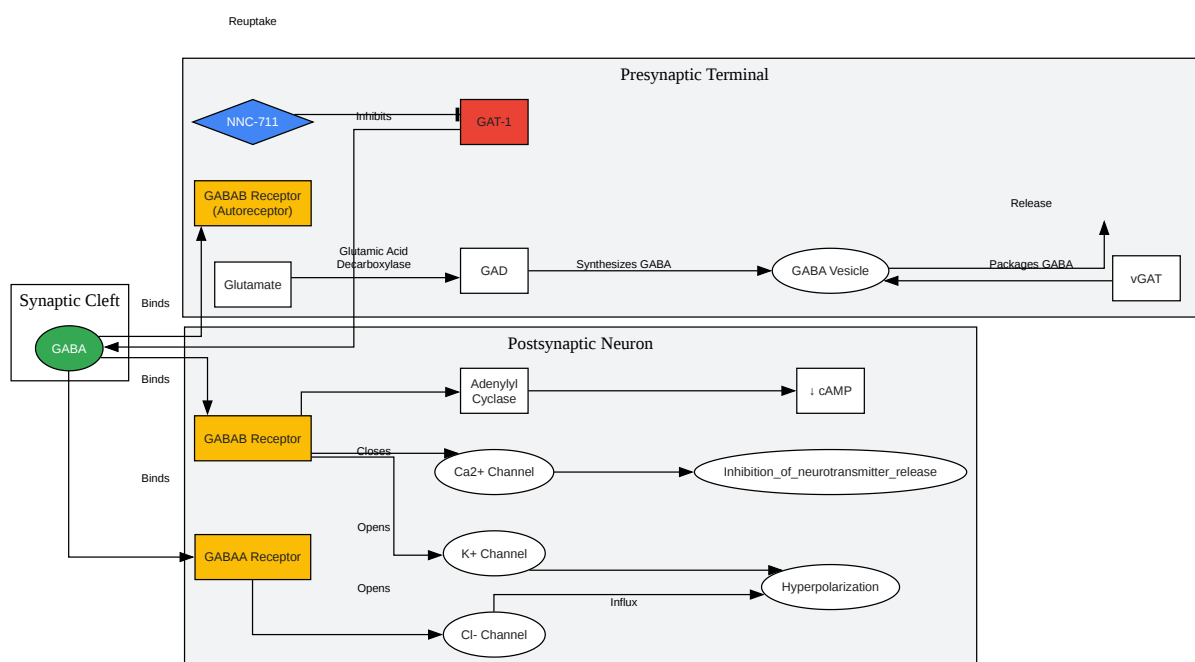 Reuptake
Presynaptic Terminal
NNC-711
Inhibits
GAT-1
GABAB Receptor
(Autoreceptor)
Release
Glutamate
Glutamic Acid
Decarboxylase
GAD
Synthesizes GABA
GABA Vesicle
Packages GABA
vGAT
Synaptic Cleft
GABA
Binds
Binds
Binds
Postsynaptic Neuron
Adenylyl
Cyclase
↓ cAMP
GABAB Receptor
Closes
Ca2+ Channel
Inhibition_of_neurotransmitter_release
Opens
K+ Channel
GABAA Receptor
Hyperpolarization
Opens
Influx
Cl- Channel